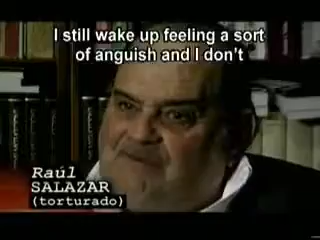 I still wake up feeling a sort
of anguish and I don't
Raúl
SALAZAR
(torturado)